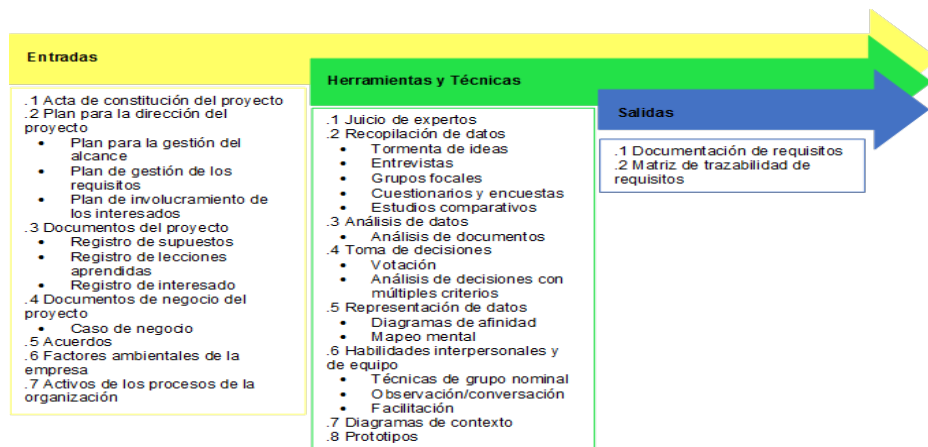 Entradas
.1 Acta de constitución del proyecto
.2 Plan para la dirección del
proyecto
• Plan para la gestión del
alcance
• Plan de gestión de los
requisitos
• Plan de involucramiento de
los interesados
.3 Documentos del proyecto
• Registro de supuestos
• Registro de lecciones
aprendidas
• Registro de interesado
.4 Documentos de negocio del
proyecto
• Caso de negocio
.5 Acuerdos
.6 Factores ambientales de la
empresa
.7 Activos de los procesos de la
organización
Herramientas y Técnicas
.1 Juicio de expertos
.2 Recopilación de datos
• Tormenta de ideas
• Entrevistas
• Grupos focales
• Cuestionarios y encuestas
• Estudios comparativos
.3 Análisis de datos
• Análisis de documentos
.4 Toma de decisiones
• Votación
• Análisis de decisiones con
múltiples criterios
.5 Representación de datos
• Diagramas de afinidad
• Mapeo mental
.6 Habilidades interpersonales y
de equipo
• Técnicas de grupo nominal
• Observación/conversación
• Facilitación
.7 Diagramas de contexto
.8 Prototipos
Salidas
.1 Documentación de requisitos
.2 Matriz de trazabilidad de
requisitos